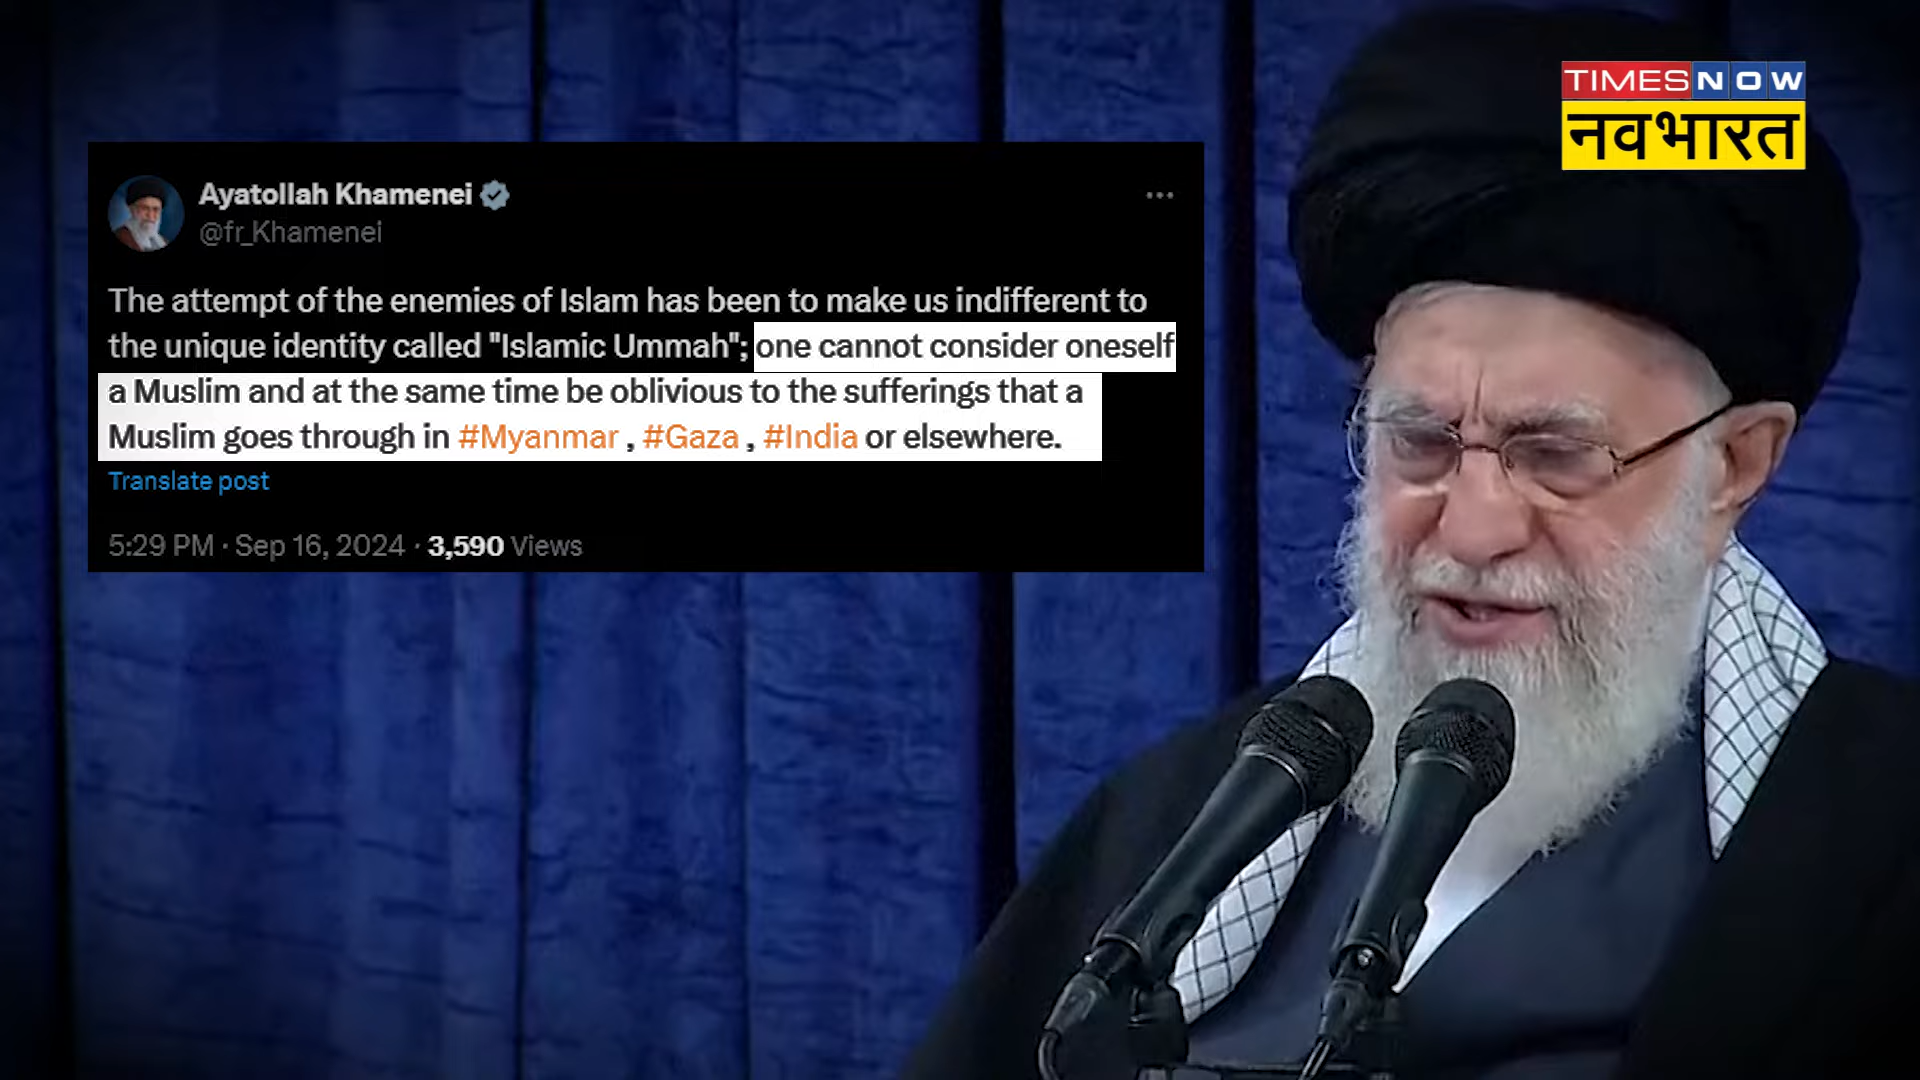 TIMES NOW
नवभारत
Ayatollah Khamenei
@fr_Khamenei
The attempt of the enemies of Islam has been to make us indifferent to
the unique identity called "Islamic Ummah"; one cannot consider oneself
a Muslim and at the same time be oblivious to the sufferings that a
Muslim goes through in #Myanmar , #Gaza , #India or elsewhere.
Translate post
5:29 PM · Sep 16, 2024 · 3,590 Views